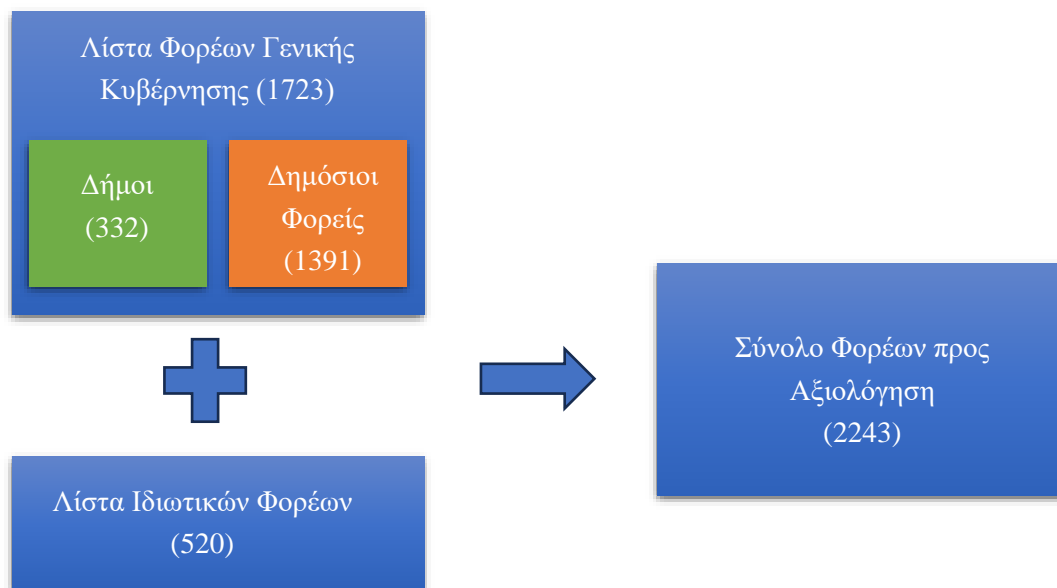 Λίστα Φορέων Γενικής
Κυβέρνησης (1723)
Δήμοι
(332)
Δημόσιοι
Φορείς
(1391)
Λίστα Ιδιωτικών Φορέων
(520)
Σύνολο Φορέων προς
Αξιολόγηση
(2243)